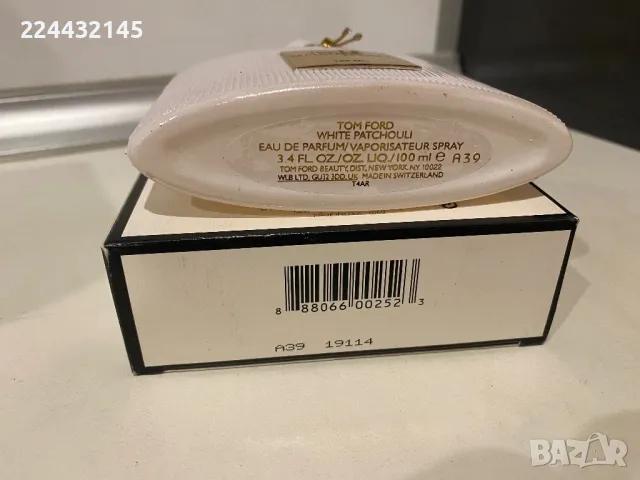 224432145
TOM FORD
WHITE PATCHOULI
EAU DE PARFUM/VAPORISATEUR SPRAY
3.4 FL. OZ./OZ. LIQ./100 ml e A39
TOM FORD BEAUTY, DIST, NEW YORK, NY 10022
WLB LTD, GU32 3DD, UK MADE IN SWITZERLAND
T4AR
8 88066 00252 3
A39 19114
BAZAR